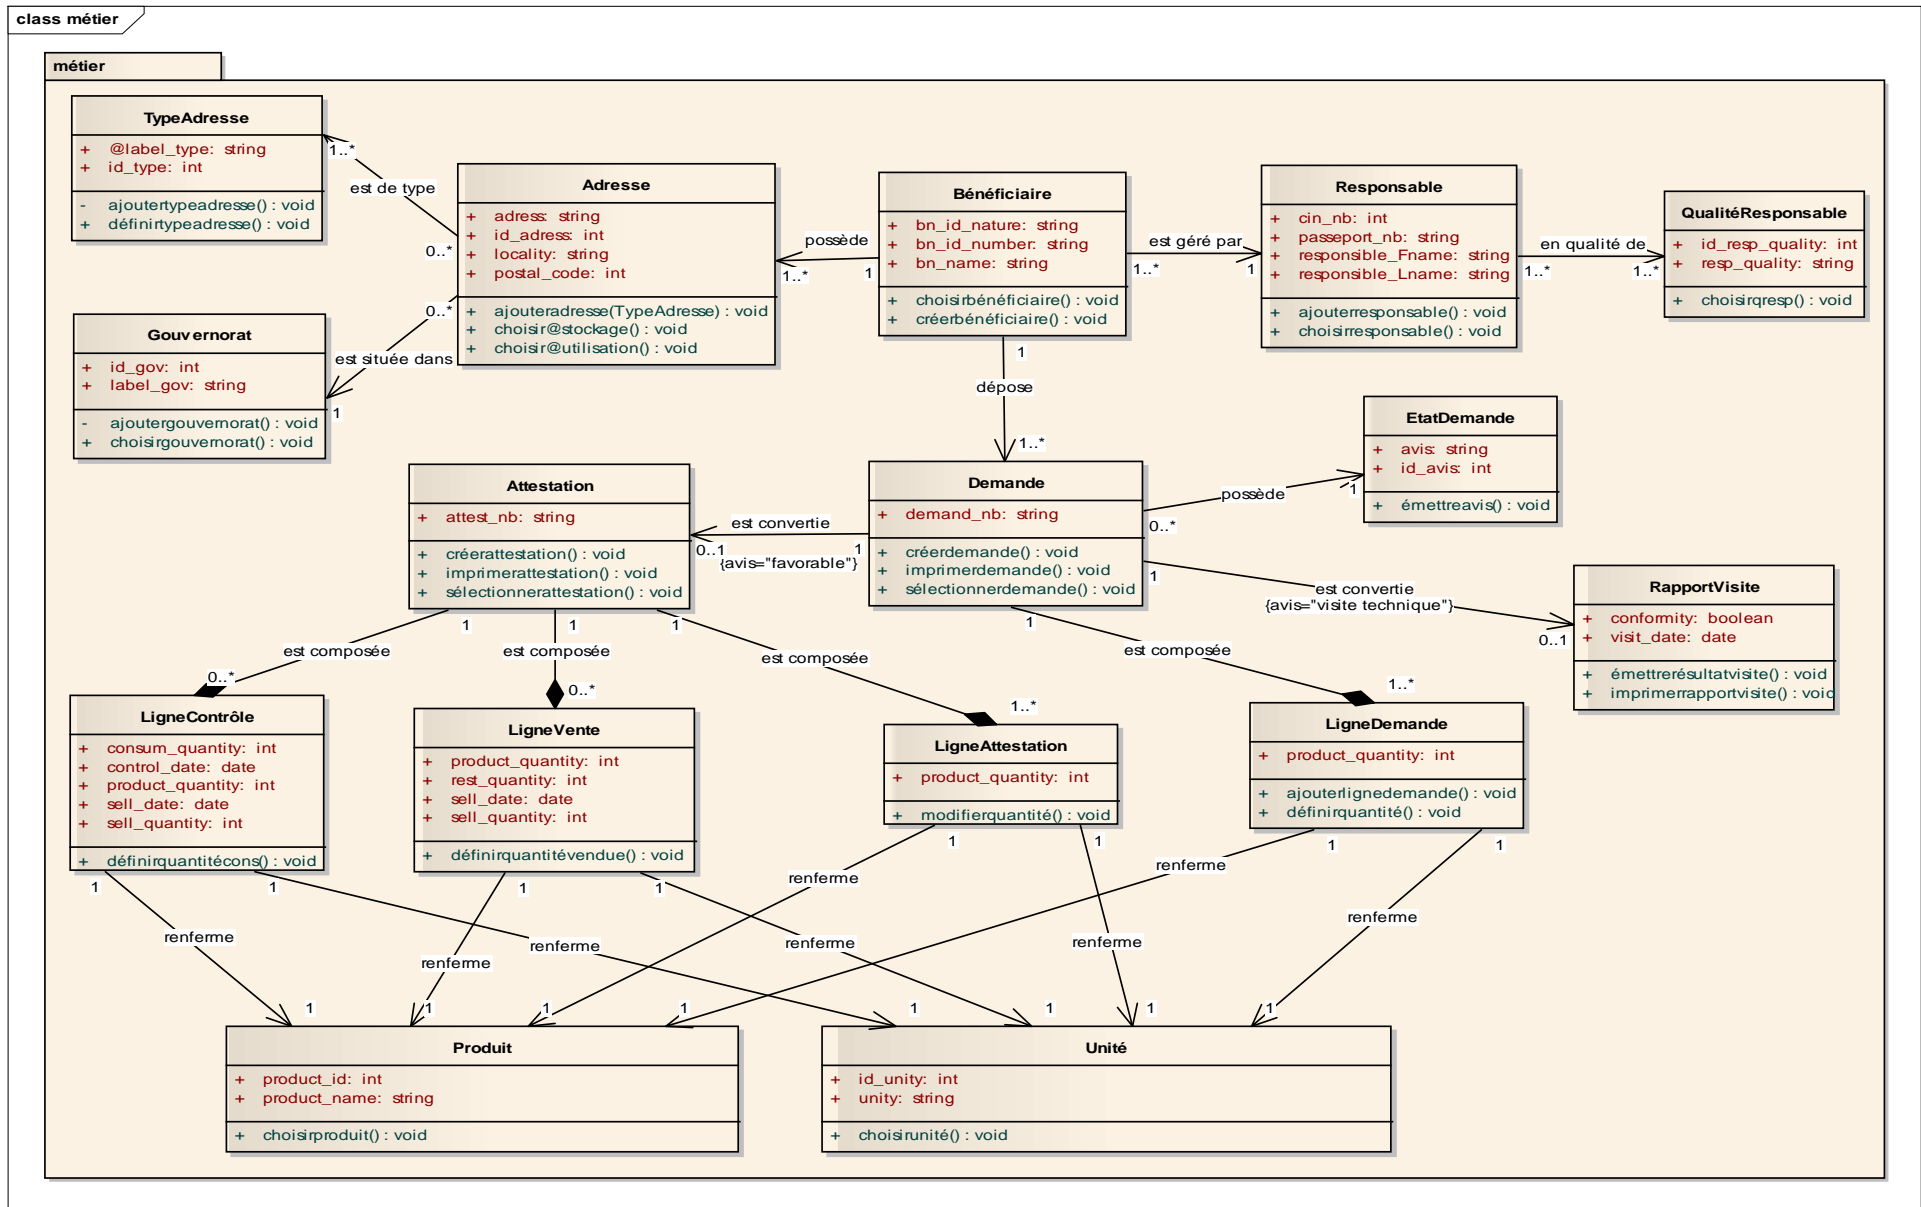 class métier
métier
TypeAdresse
+ @label_type: string
+ id_type: int
- ajoutertypeadresse() : void
+ définirtypeadresse() : void
1..*
est de type
0..*
Adresse
+ adress: string
+ id_adress: int
+ locality: string
+ postal_code: int
+ ajouteradresse(TypeAdresse) : void
+ choisir@stockage() : void
+ choisir@utilisation() : void
possède
1..*
1
Bénéficiaire
+ bn_id_nature: string
+ bn_id_number: string
+ bn_name: string
+ choisirbénéficiaire() : void
+ créerbénéficiaire() : void
est géré par
1..*
1
Responsable
+ cin_nb: int
+ passeport_nb: string
+ responsible_Fname: string
+ responsible_Lname: string
+ ajouterresponsable() : void
+ choisirresponsable() : void
en qualité de
1..*
1..*
QualitéResponsable
+ id_resp_quality: int
+ resp_quality: string
+ choisirqresp() : void
0..*
est située dans
1
Gouvernorat
+ id_gov: int
+ label_gov: string
- ajoutergouvernorat() : void
+ choisirgouvernorat() : void
1
dépose
1..*
EtatDemande
+ avis: string
+ id_avis: int
+ émettreavis() : void
Attestation
+ attest_nb: string
+ créerattestation() : void
+ imprimerattestation() : void
+ sélectionnerattestation() : void
est convertie
0..1
1
{avis="favorable"}
Demande
+ demand_nb: string
+ créerdemande() : void
+ imprimerdemande() : void
+ sélectionnerdemande() : void
possède
1
0..*
1
est convertie
{avis="visite technique"}
0..1
RapportVisite
+ conformity: boolean
+ visit_date: date
+ émettrerésultatvisite() : void
+ imprimerrapportvisite() : void
1
1
1
1
est composée
est composée
est composée
est composée
0..*
0..*
1..*
1..*
LigneContrôle
+ consum_quantity: int
+ control_date: date
+ product_quantity: int
+ sell_date: date
+ sell_quantity: int
+ définirquantitécons() : void
LigneVente
+ product_quantity: int
+ rest_quantity: int
+ sell_date: date
+ sell_quantity: int
+ définirquantitévendue() : void
LigneAttestation
+ product_quantity: int
+ modifierquantité() : void
LigneDemande
+ product_quantity: int
+ ajouterlignedemande() : void
+ définirquantité() : void
1
1
1
1
1
1
1
1
renferme
renferme
renferme
renferme
renferme
renferme
renferme
renferme
1
1
1
1
1
1
1
1
Produit
+ product_id: int
+ product_name: string
+ choisirproduit() : void
Unité
+ id_unity: int
+ unity: string
+ choisirunité() : void